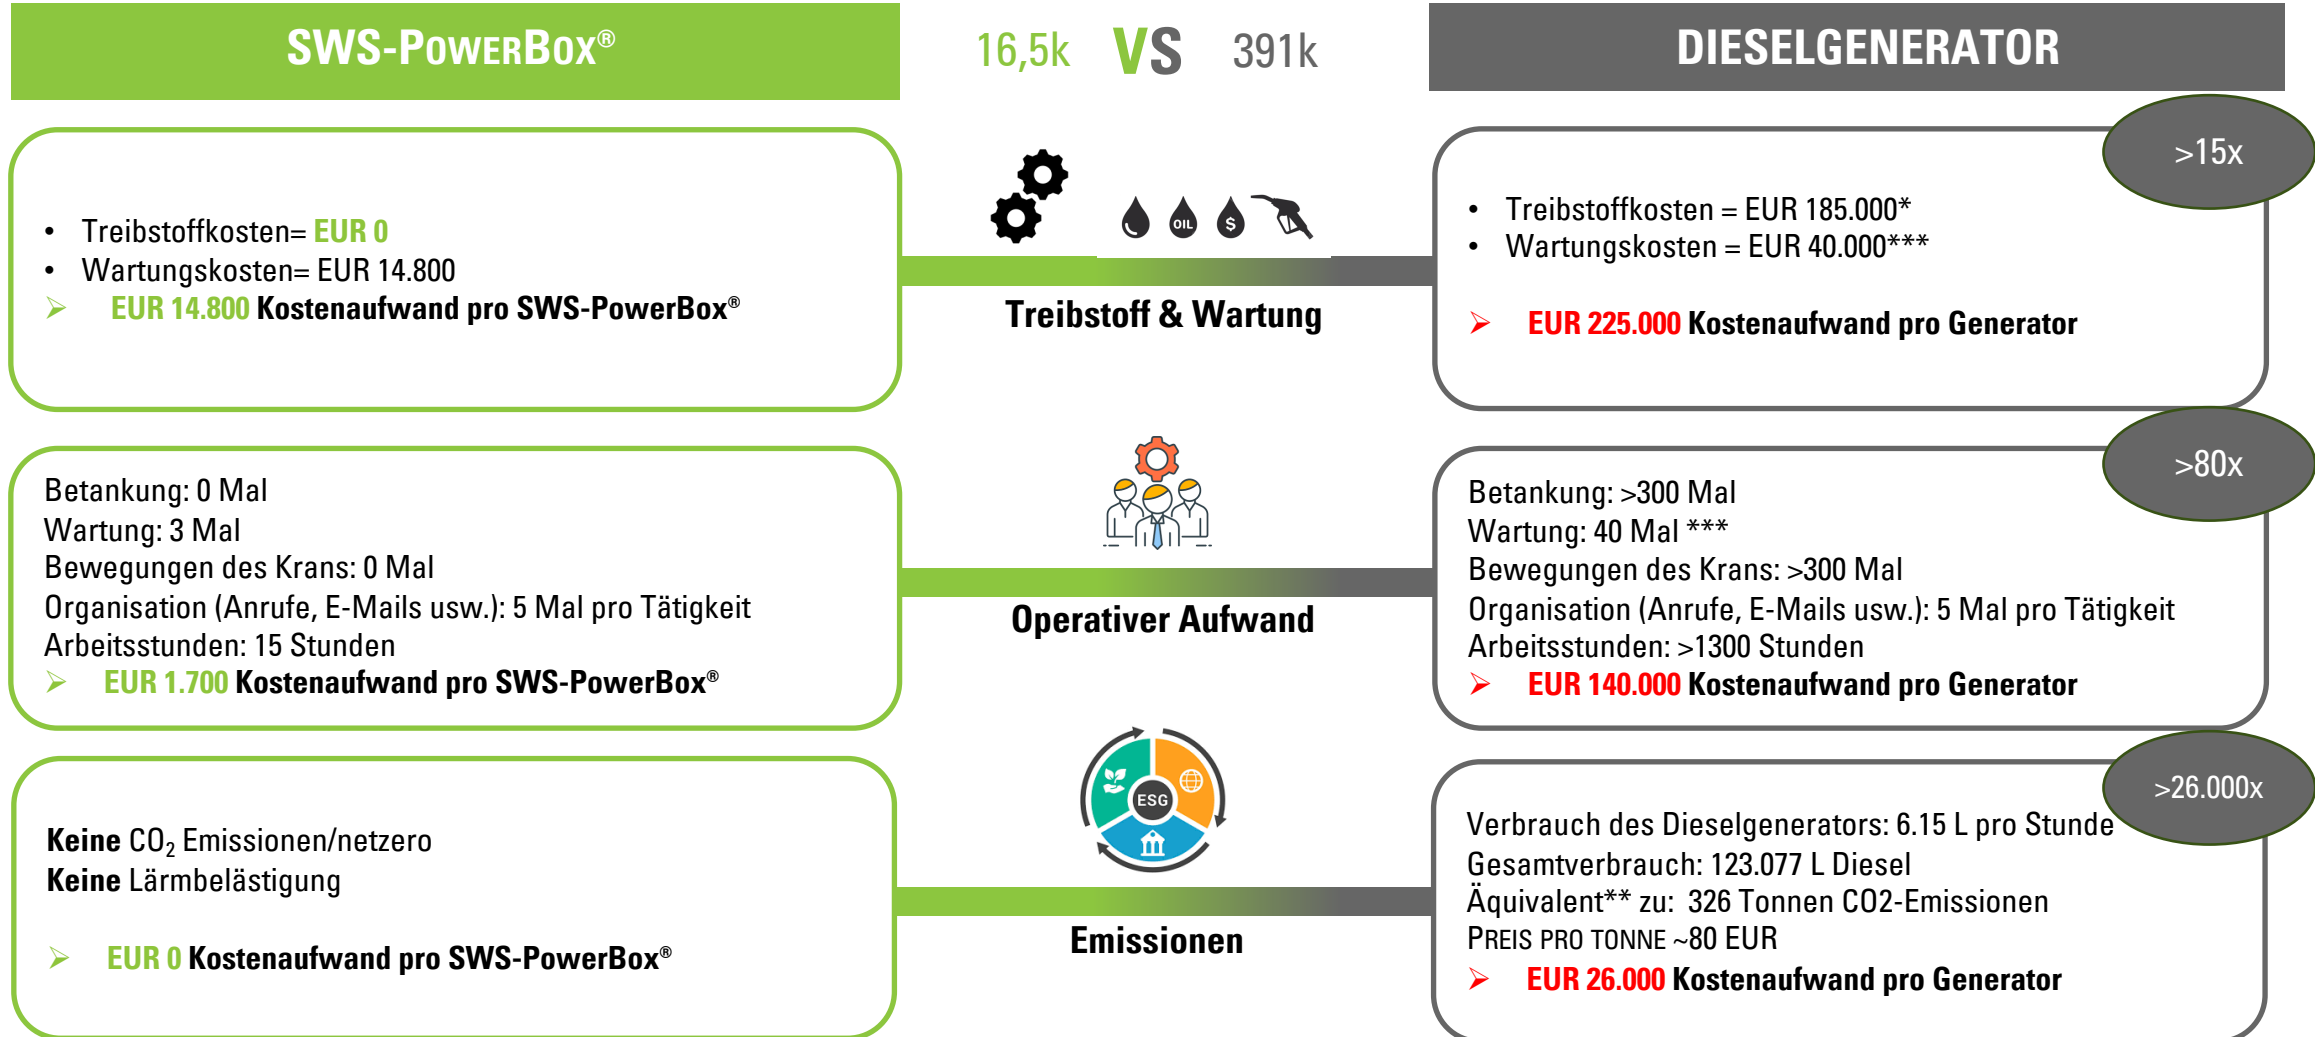 SWS-POWERBOX®
16,5k VS 391k
DIESELGENERATOR
• Treibstoffkosten= EUR 0
• Wartungskosten= EUR 14.800
➢ EUR 14.800 Kostenaufwand pro SWS-PowerBox®
OIL $
Treibstoff & Wartung
>15x
• Treibstoffkosten = EUR 185.000*
• Wartungskosten = EUR 40.000***
➢ EUR 225.000 Kostenaufwand pro Generator
Betankung: 0 Mal
Wartung: 3 Mal
Bewegungen des Krans: 0 Mal
Organisation (Anrufe, E-Mails usw.): 5 Mal pro Tätigkeit
Arbeitsstunden: 15 Stunden
➢ EUR 1.700 Kostenaufwand pro SWS-PowerBox®
Operativer Aufwand
>80x
Betankung: >300 Mal
Wartung: 40 Mal ***
Bewegungen des Krans: >300 Mal
Organisation (Anrufe, E-Mails usw.): 5 Mal pro Tätigkeit
Arbeitsstunden: >1300 Stunden
➢ EUR 140.000 Kostenaufwand pro Generator
Keine CO₂ Emissionen/netzero
Keine Lärmbelästigung
➢ EUR 0 Kostenaufwand pro SWS-PowerBox®
ESG
Emissionen
>26.000x
Verbrauch des Dieselgenerators: 6.15 L pro Stunde
Gesamtverbrauch: 123.077 L Diesel
Äquivalent** zu: 326 Tonnen CO2-Emissionen
PREIS PRO TONNE ~80 EUR
➢ EUR 26.000 Kostenaufwand pro Generator